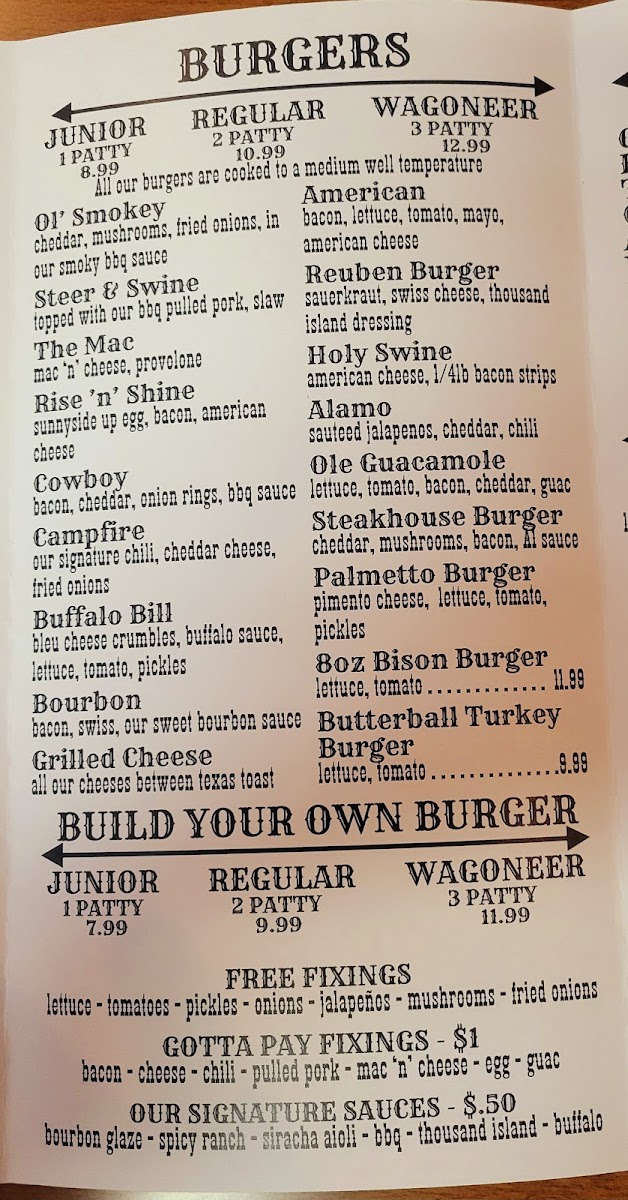 BURGERS
JUNIOR
1 PATTY
8.99
REGULAR
2 PATTY
10.99
WAGONEER
3 PATTY
12.99
All our burgers are cooked to a medium well temperature
Ol' Smokey
cheddar, mushrooms, fried onions, in
our smoky bbq sauce
Steer & Swine
topped with our bbq pulled pork, slaw
The Mac
mac 'n' cheese, provolone
Rise 'n' Shine
sunnyside up egg, bacon, american
cheese
Cowboy
bacon, cheddar, onion rings, bbq sauce
Campfire
our signature chili, cheddar cheese,
fried onions
Buffalo Bill
bleu cheese crumbles, buffalo sauce,
lettuce, tomato, pickles
Bourbon
bacon, swiss, our sweet bourbon sauce
Grilled Cheese
all our cheeses between texas toast
American
bacon, lettuce, tomato, mayo,
american cheese
Reuben Burger
sauerkraut, swiss cheese, thousand
island dressing
Holy Swine
american cheese, 1/4lb bacon strips
Alamo
sauteed jalapenos, cheddar, chili
Ole Guacamole
lettuce, tomato, bacon, cheddar, guac
Steakhouse Burger
cheddar, mushrooms, bacon, A1 sauce
Palmetto Burger
pimento cheese, lettuce, tomato,
pickles
8oz Bison Burger
lettuce, tomato ............. 11.99
Butterball Turkey
Burger
lettuce, tomato ..............9.99
BUILD YOUR OWN BURGER
JUNIOR
1 PATTY
7.99
REGULAR
2 PATTY
9.99
WAGONEER
3 PATTY
11.99
FREE FIXINGS
lettuce - tomatoes - pickles - onions - jalapeños - mushrooms - fried onions
GOTTA PAY FIXINGS - $1
bacon - cheese - chili - pulled pork - mac 'n' cheese - egg - guac
OUR SIGNATURE SAUCES - $.50
bourbon glaze - spicy ranch - siracha aioli - bbq - thousand island - buffalo